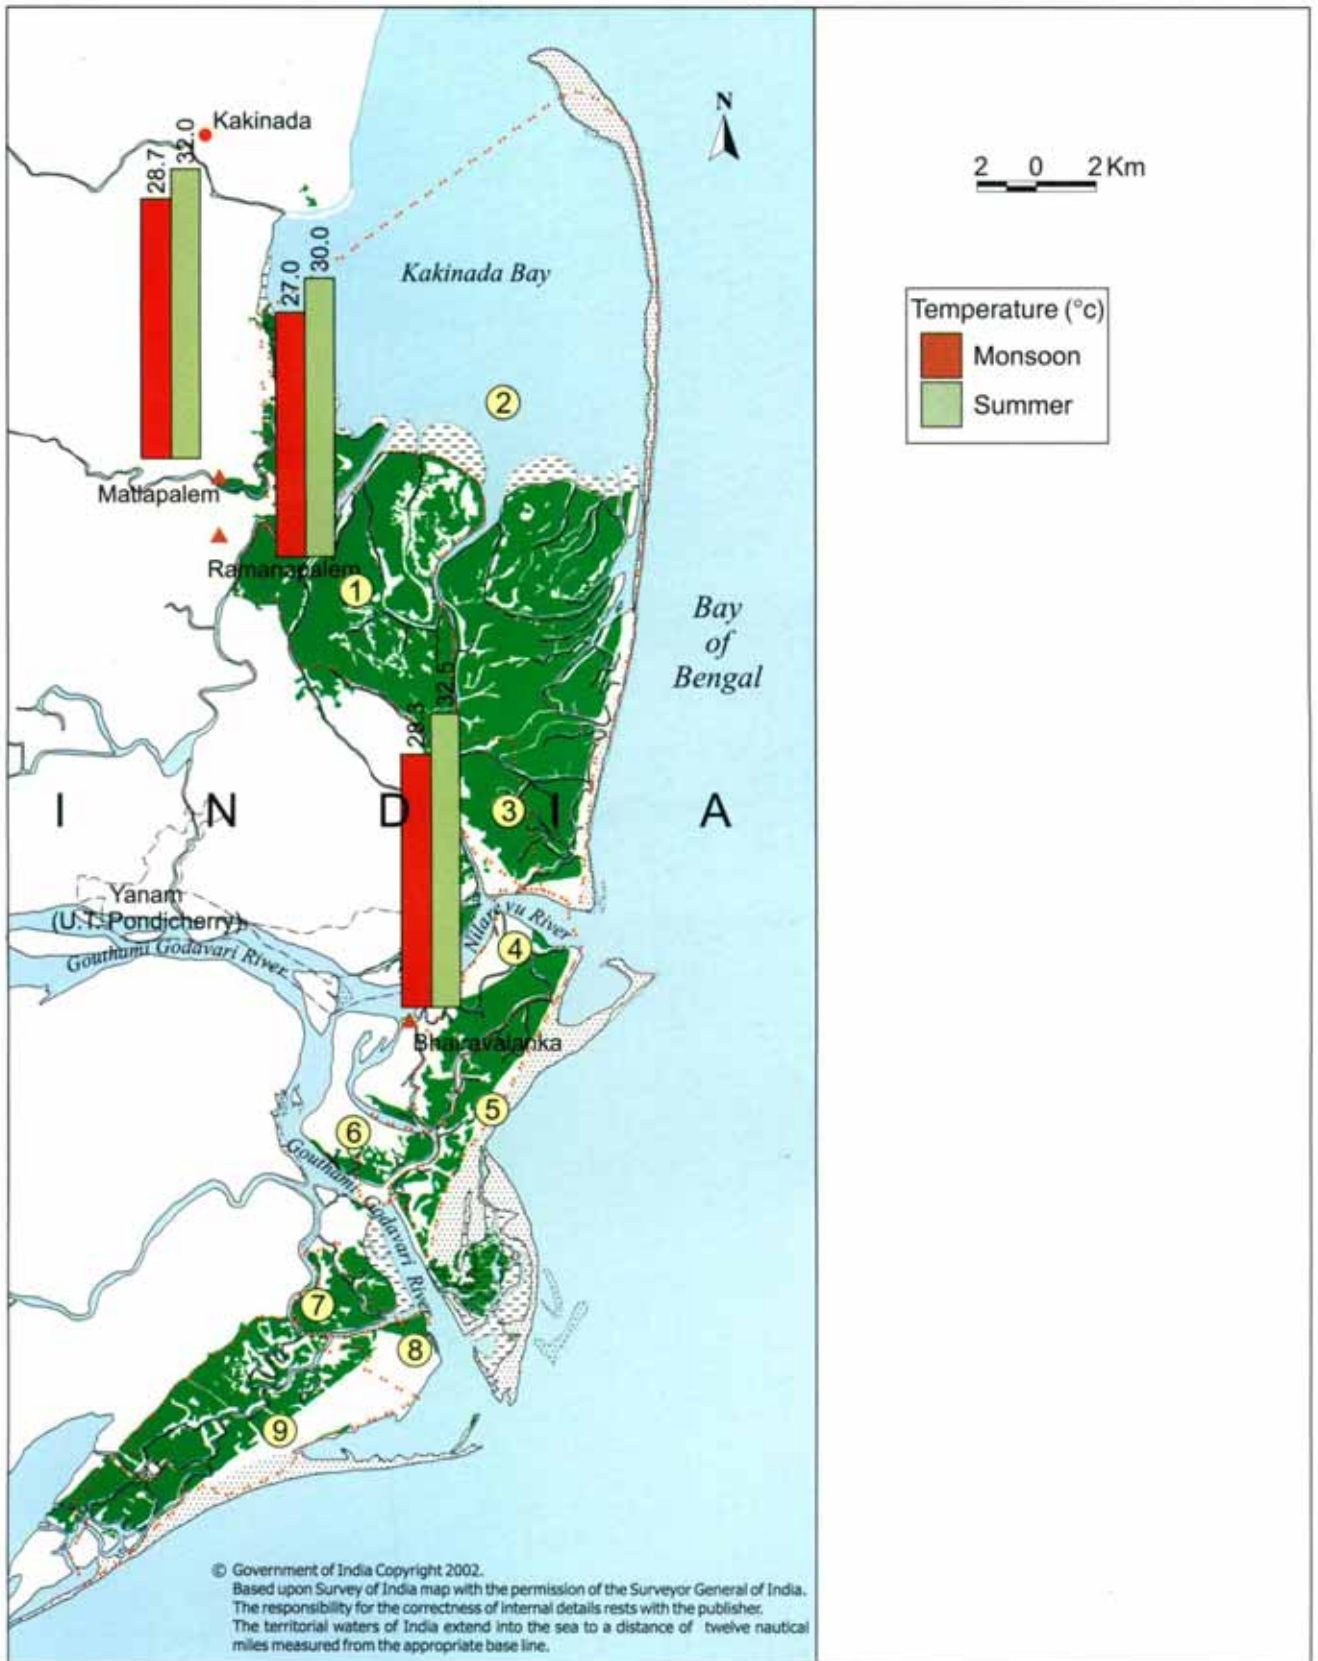 Kakinada
N
28.7
32.0
2 0 2 Km
27.0
30.0
Kakinada Bay
Temperature (°c)
Monsoon
Summer
2
Matlapalem
Ramanapalem
1
Bay
of
Bengal
28.3
32.5
I N D I A
3
Yanam
(U.T. Pondicherry)
Nilarevu River
Gouthami Godavari River
4
Bhairavalanka
5
6
Gouthami Godavari River
7
8
9
© Government of India Copyright 2002.
Based upon Survey of India map with the permission of the Surveyor General of India.
The responsibility for the correctness of internal details rests with the publisher.
The territorial waters of India extend into the sea to a distance of twelve nautical
miles measured from the appropriate base line.